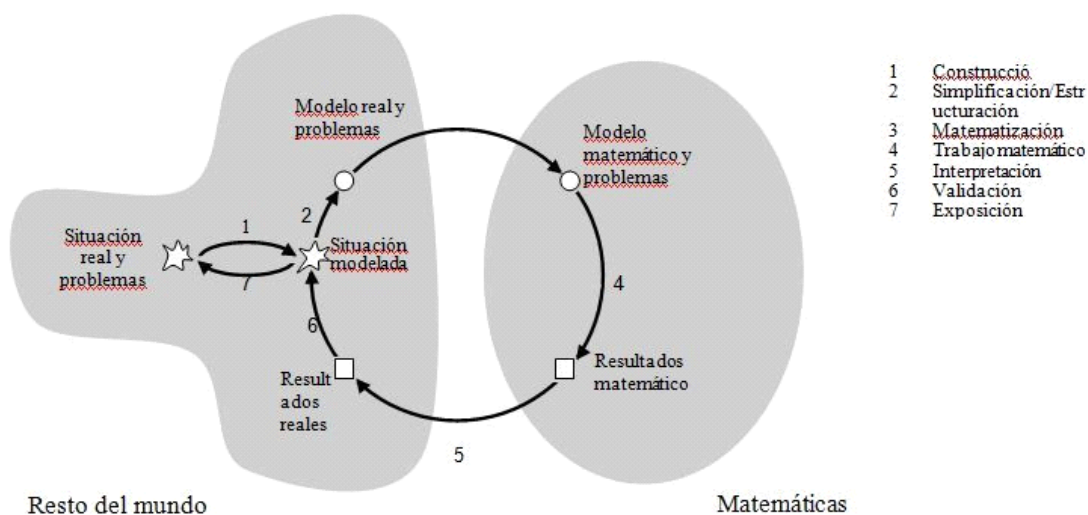 Modelo real y
problemas
Modelo
matemático y
problemas
Situación
real y
problemas
1
2
Situación
modelada
7
6
4
Result
ados
reales
Resultados
matemático
5
Resto del mundo
Matemáticas
1 Construcció
2 Simplificación/Estr
ucturación
3 Matematización
4 Trabajo matemático
5 Interpretación
6 Validación
7 Exposición